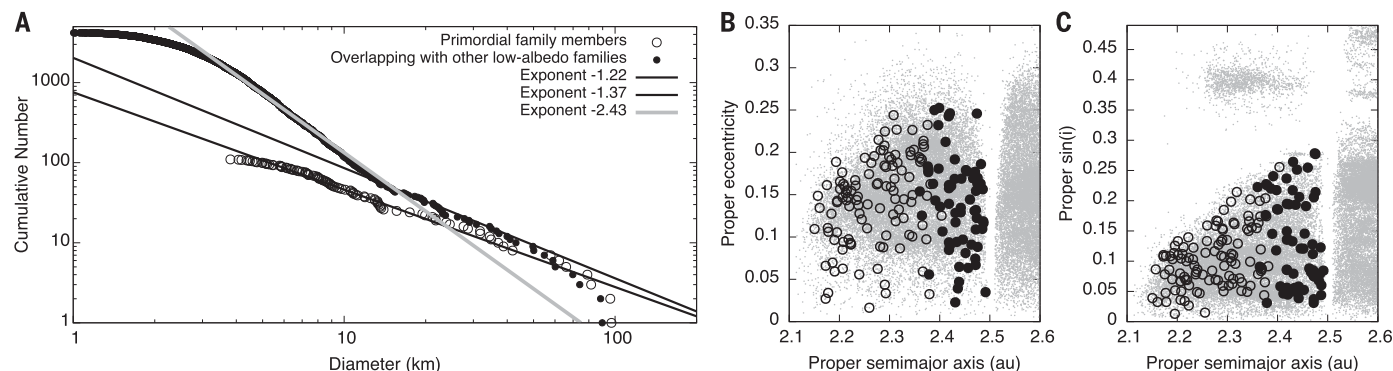 A
Primordial family members
Overlapping with other low-albedo families
Exponent -1.22
Exponent -1.37
Exponent -2.43
Cumulative Number
1000
100
10
1
1 10 100
Diameter (km)
B
Proper eccentricity
0.35
0.3
0.25
0.2
0.15
0.1
0.05
0
2.1 2.2 2.3 2.4 2.5 2.6
Proper semimajor axis (au)
C
Proper sin(i)
0.45
0.4
0.35
0.3
0.25
0.2
0.15
0.1
0.05
0
2.1 2.2 2.3 2.4 2.5 2.6
Proper semimajor axis (au)